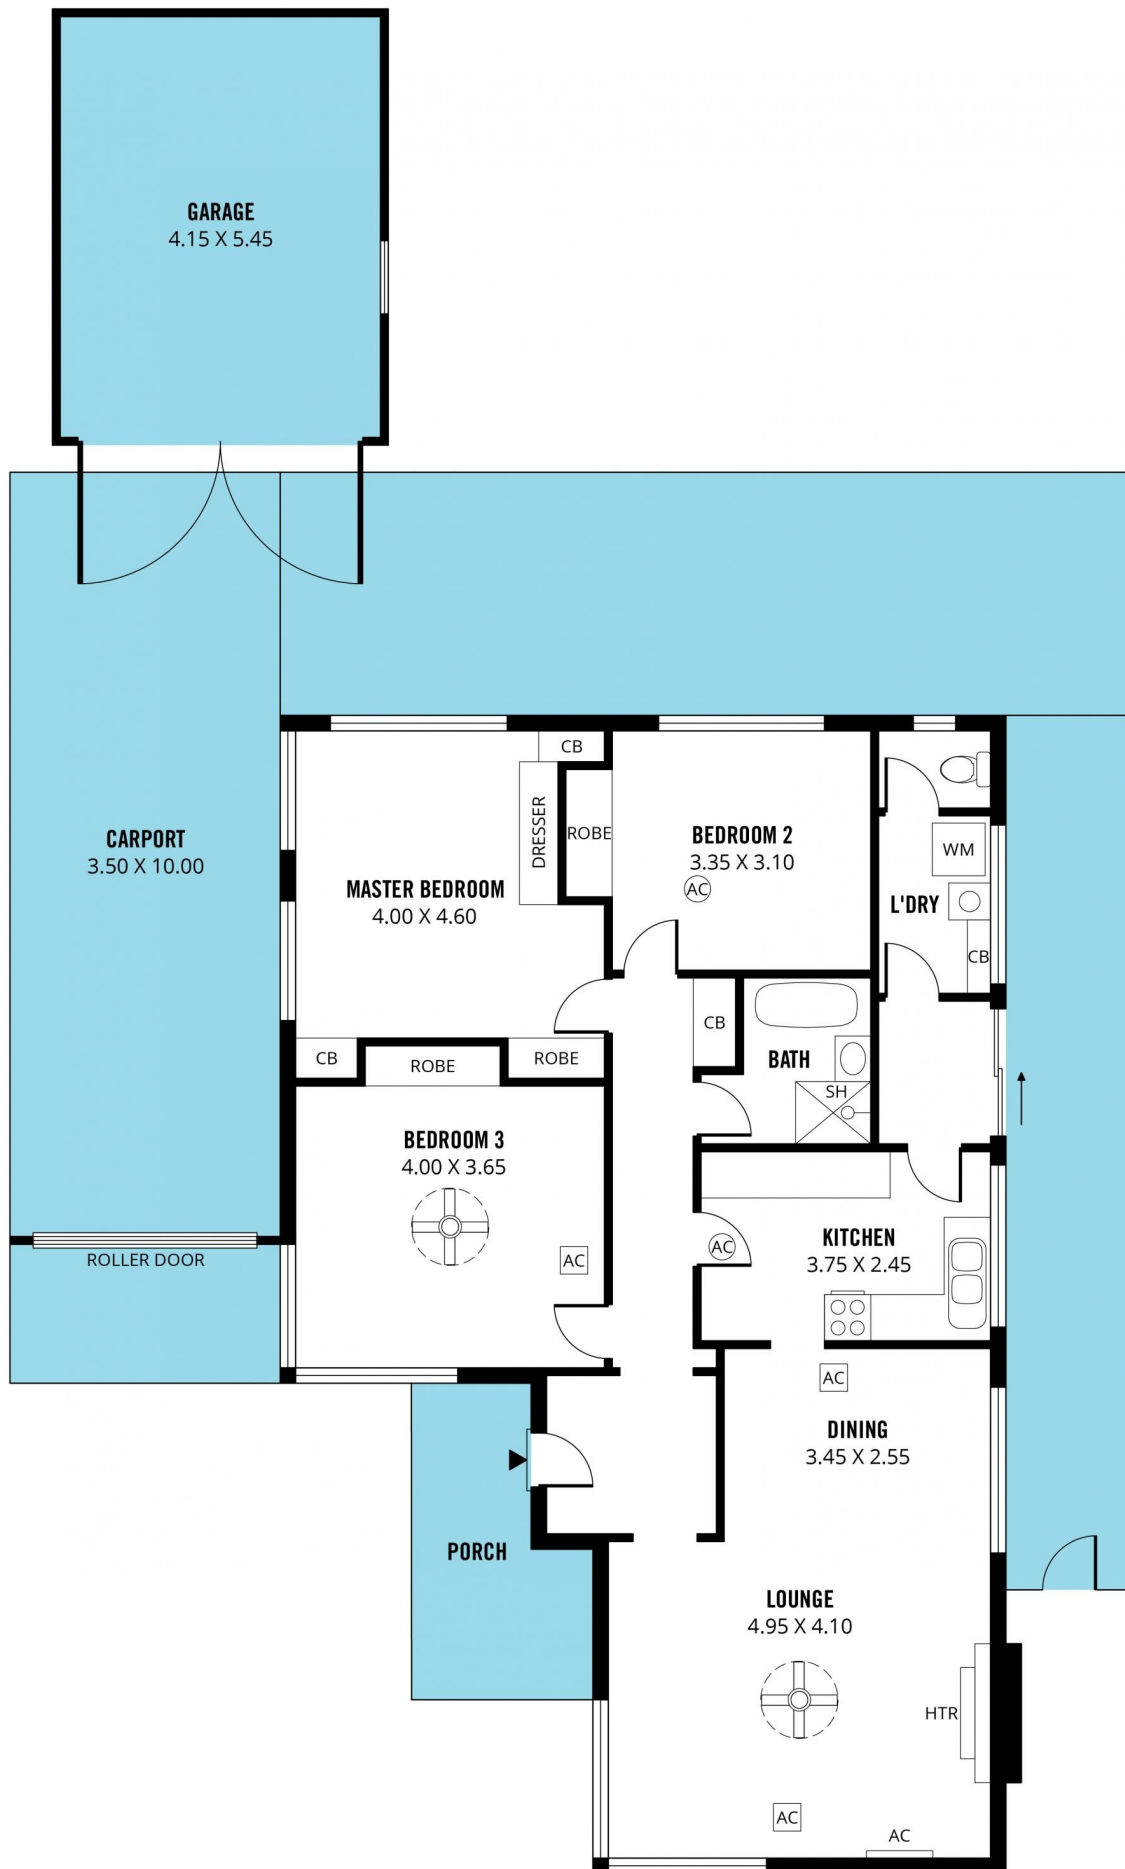 GARAGE
4.15 X 5.45
CB
DRESSER
ROBE
CARPORT
3.50 X 10.00
BEDROOM 2
3.35 X 3.10
AC
WM
MASTER BEDROOM
4.00 X 4.60
L'DRY
CB
CB
BATH
SH
CB
ROBE
ROBE
BEDROOM 3
4.00 X 3.65
AC
ROLLER DOOR
AC
KITCHEN
3.75 X 2.45
AC
DINING
3.45 X 2.55
PORCH
LOUNGE
4.95 X 4.10
HTR
AC
AC